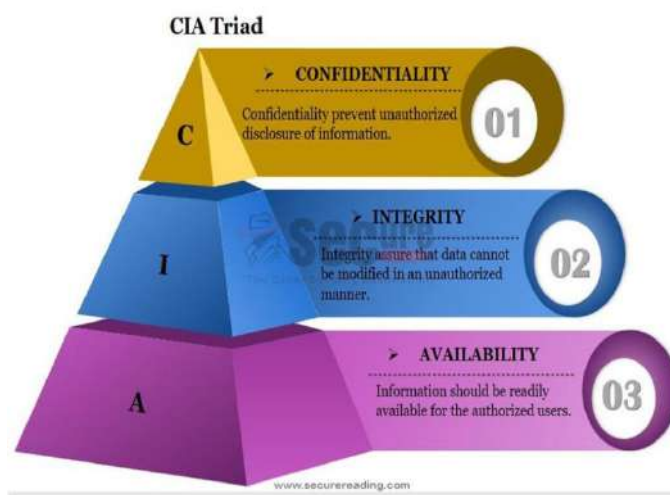 CIA Triad
➢ CONFIDENTIALITY
Confidentiality prevent unauthorized
disclosure of information.
C
01
➢ INTEGRITY
Secure
Integrity assure that data cannot
be modified in an unauthorized
manner.
I
02
➢ AVAILABILITY
Information should be readily
available for the authorized users.
A
03
www.securereading.com